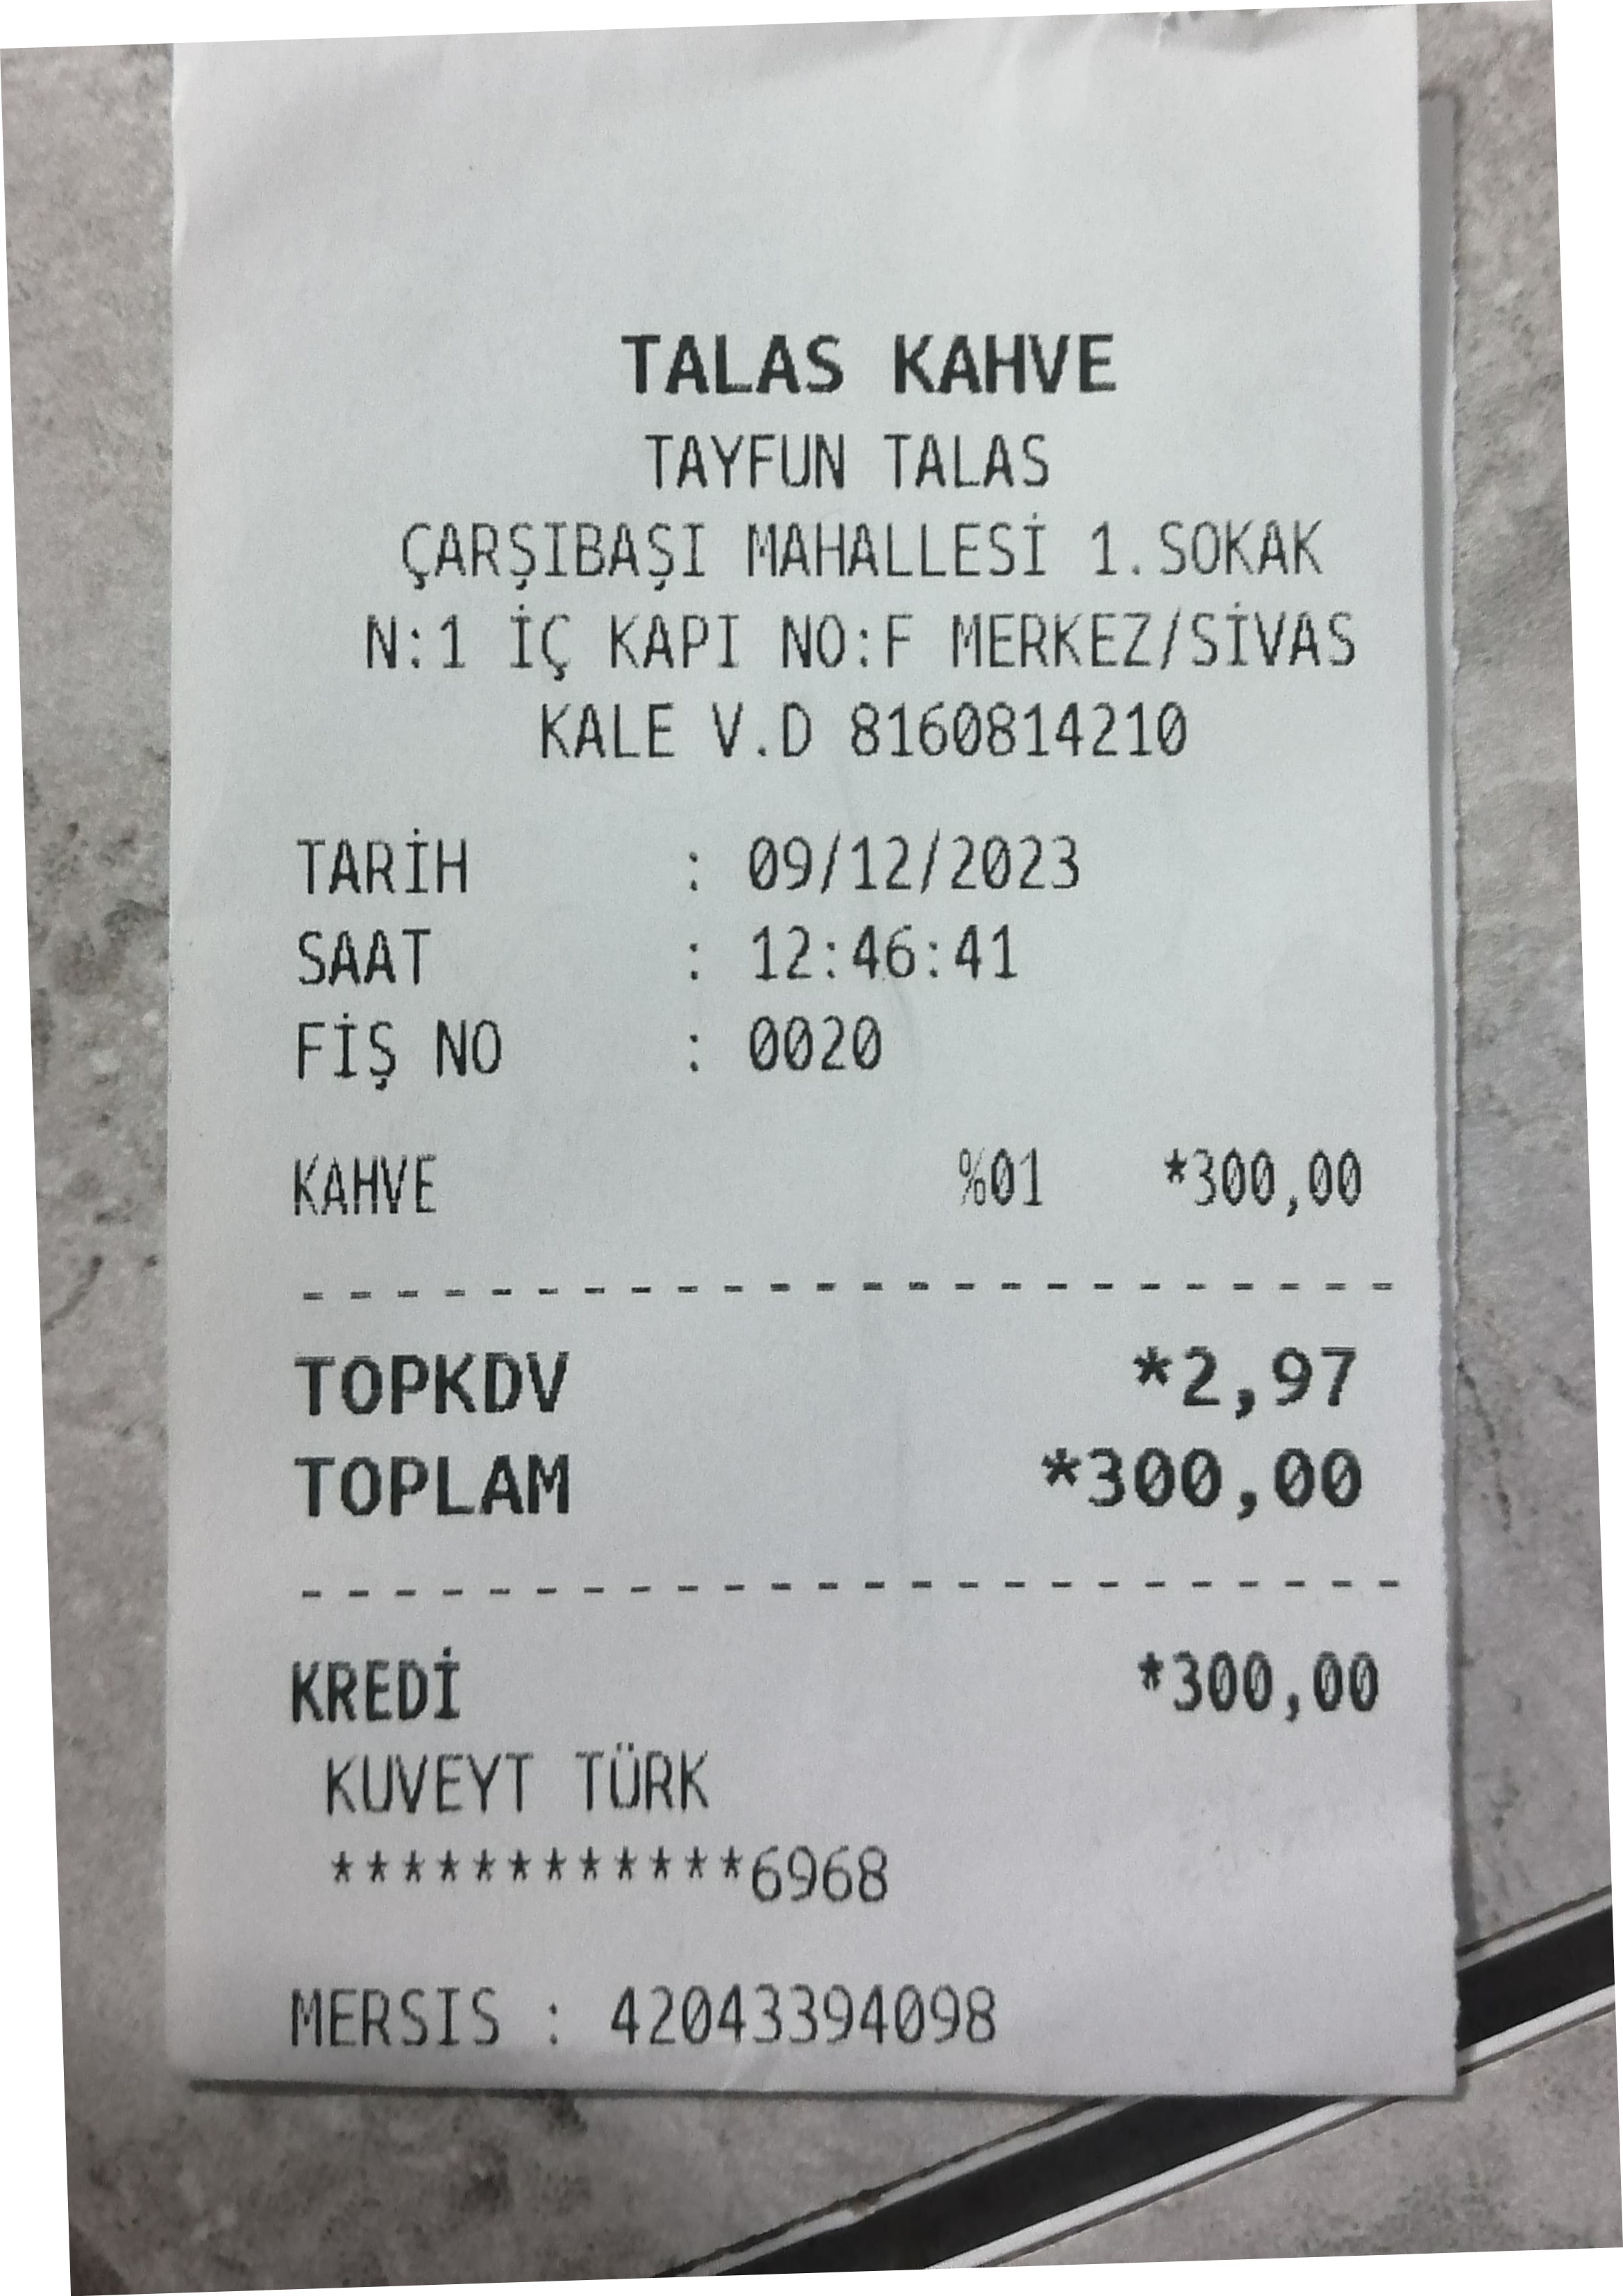 TALAS KAHVE
TAYFUN TALAS
ÇARŞIBAŞI MAHALLESİ 1.SOKAK
N:1 İÇ KAPI NO:F MERKEZ/SİVAS
KALE V.D 8160814210
TARİH : 09/12/2023
SAAT : 12:46:41
FİŞ NO : 0020
KAHVE %01 *300,00
- - - - - - - - - - - - - - - - - - - - - - - -
TOPKDV *2,97
TOPLAM *300,00
- - - - - - - - - - - - - - - - - - - - - - - -
KREDİ *300,00
KUVEYT TÜRK
************6968
MERSIS : 42043394098